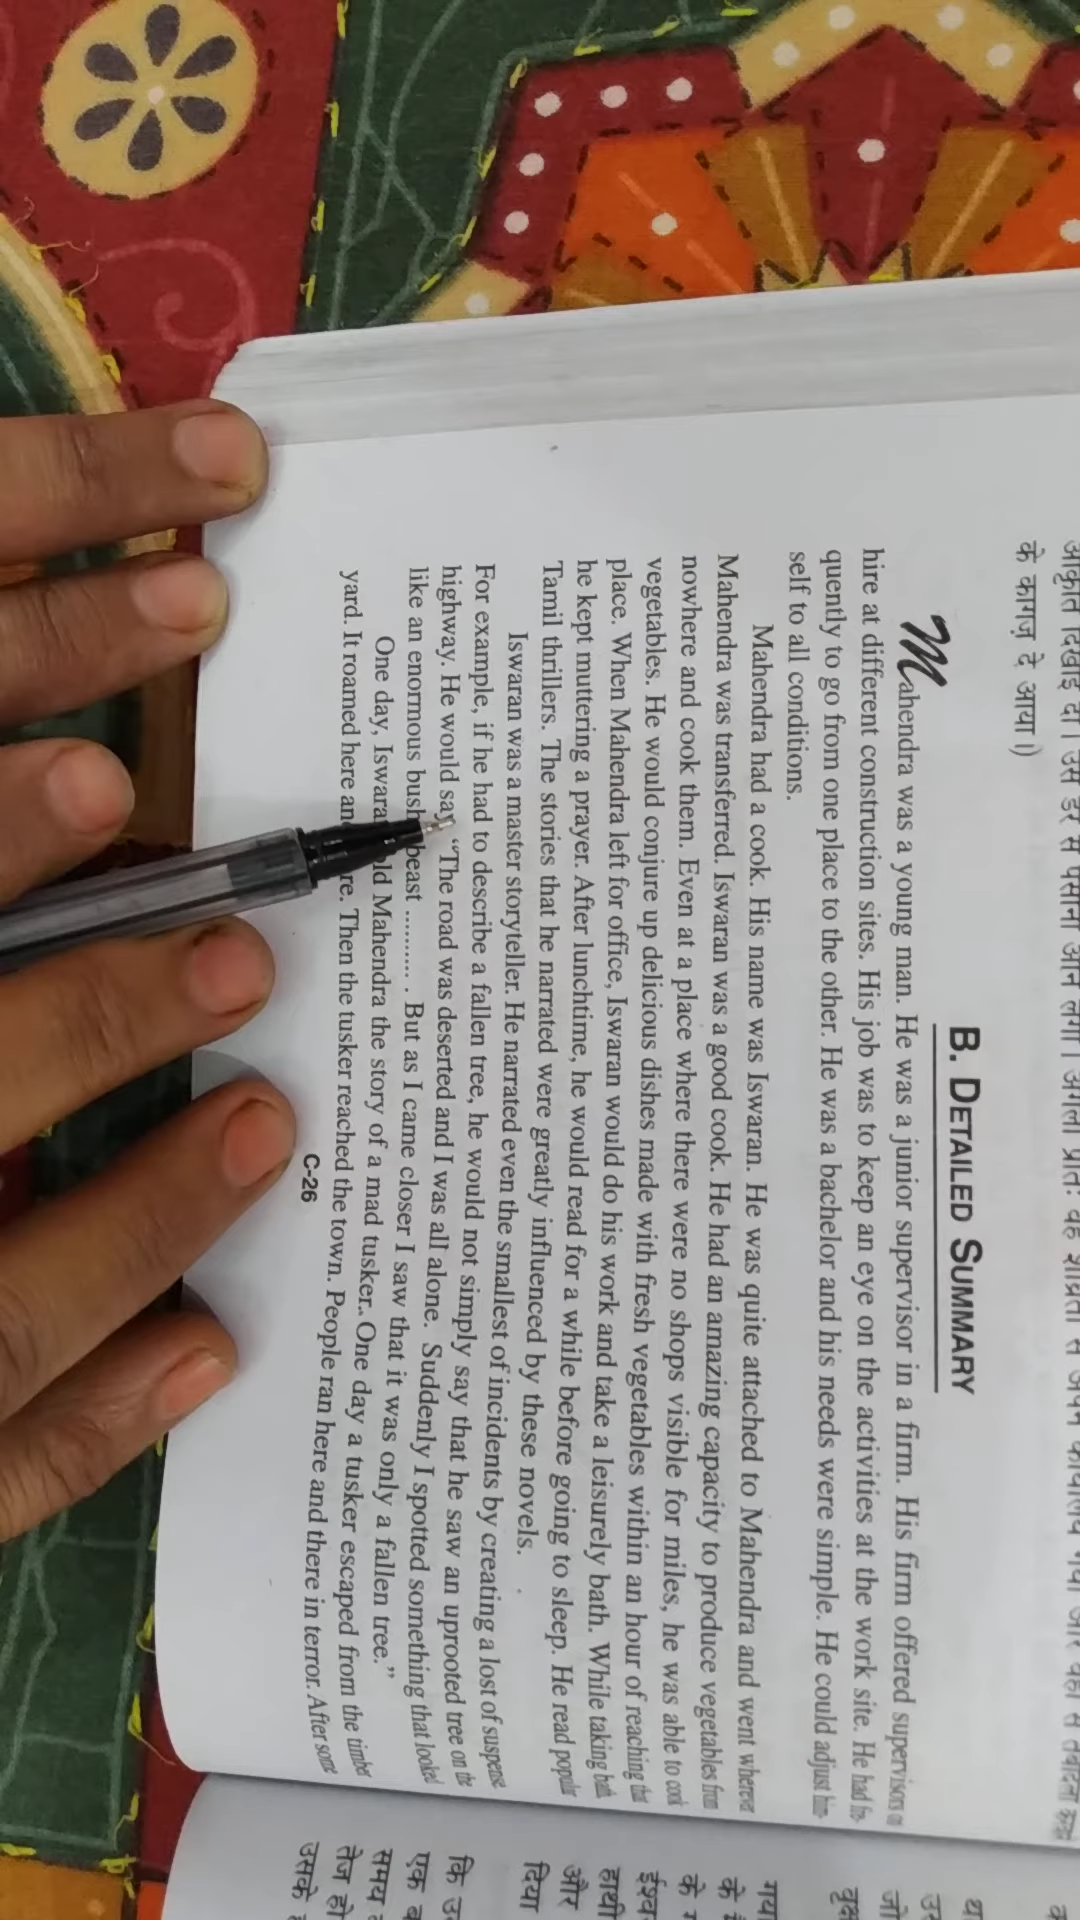 के कागज़ दे आया।)
B. DETAILED SUMMARY
Mahendra was a young man. He was a junior supervisor in a firm. His firm offered supervisors on
hire at different construction sites. His job was to keep an eye on the activities at the work site. He had fre-
quently to go from one place to the other. He was a bachelor and his needs were simple. He could adjust him-
self to all conditions.
Mahendra had a cook. His name was Iswaran. He was quite attached to Mahendra and went wherever
Mahendra was transferred. Iswaran was a good cook. He had an amazing capacity to produce vegetables from
nowhere and cook them. Even at a place where there were no shops visible for miles, he was able to cook
vegetables. He would conjure up delicious dishes made with fresh vegetables within an hour of reaching that
place. When Mahendra left for office, Iswaran would do his work and take a leisurely bath. While taking bath
he kept muttering a prayer. After lunchtime, he would read for a while before going to sleep. He read popular
Tamil thrillers. The stories that he narrated were greatly influenced by these novels.
Iswaran was a master storyteller. He narrated even the smallest of incidents by creating a lost of suspense
For example, if he had to describe a fallen tree, he would not simply say that he saw an uprooted tree on the
highway. He would say, “The road was deserted and I was all alone. Suddenly I spotted something that looked
like an enormous bushy beast .......... . But as I came closer I saw that it was only a fallen tree.”
One day, Iswaran told Mahendra the story of a mad tusker.. One day a tusker escaped from the timber
yard. It roamed here and there. Then the tusker reached the town. People ran here and there in terror. After some
C-26
गया
के
और
दिया
कि
एक
समय
तेज हो
उसके